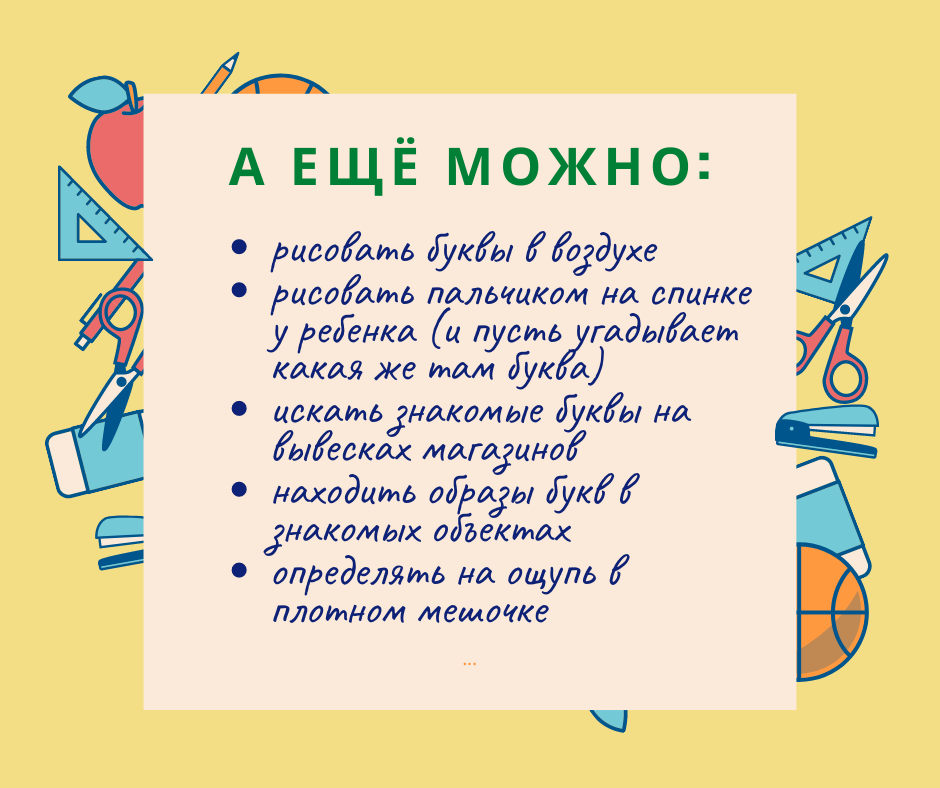 А ЕЩЁ МОЖНО:
• рисовать буквы в воздухе
• рисовать пальчиком на спинке
у ребенка (и пусть угадывает
какая же там буква)
• искать знакомые буквы на
вывесках магазинов
• находить образы букв в
знакомых объектах
• определять на ощупь в
плотном мешочке
...